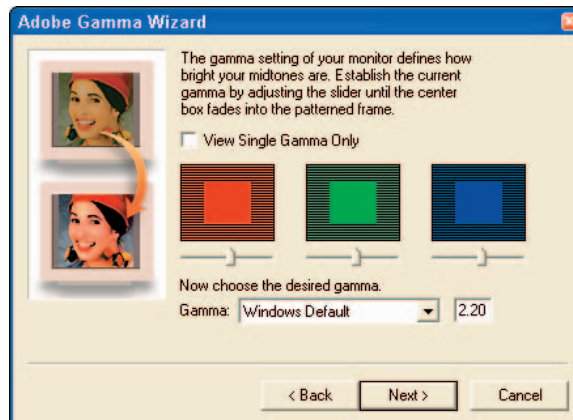 Adobe Gamma Wizard
The gamma setting of your monitor defines how
bright your midtones are. Establish the current
gamma by adjusting the slider until the center
box fades into the patterned frame.
View Single Gamma Only
Now choose the desired gamma.
Gamma: Windows Default 2.20
< Back Next > Cancel